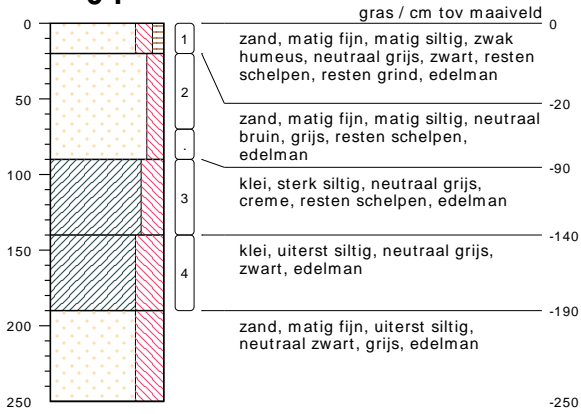 gras / cm tov maaiveld
0
0
1
zand, matig fijn, matig siltig, zwak
humeus, neutraal grijs, zwart, resten
schelpen, resten grind, edelman
50
2
-20
zand, matig fijn, matig siltig, neutraal
bruin, grijs, resten schelpen,
edelman
.
-90
100
3
klei, sterk siltig, neutraal grijs,
creme, resten schelpen, edelman
150
-140
4
klei, uiterst siltig, neutraal grijs,
zwart, edelman
200
-190
zand, matig fijn, uiterst siltig,
neutraal zwart, grijs, edelman
250
-250